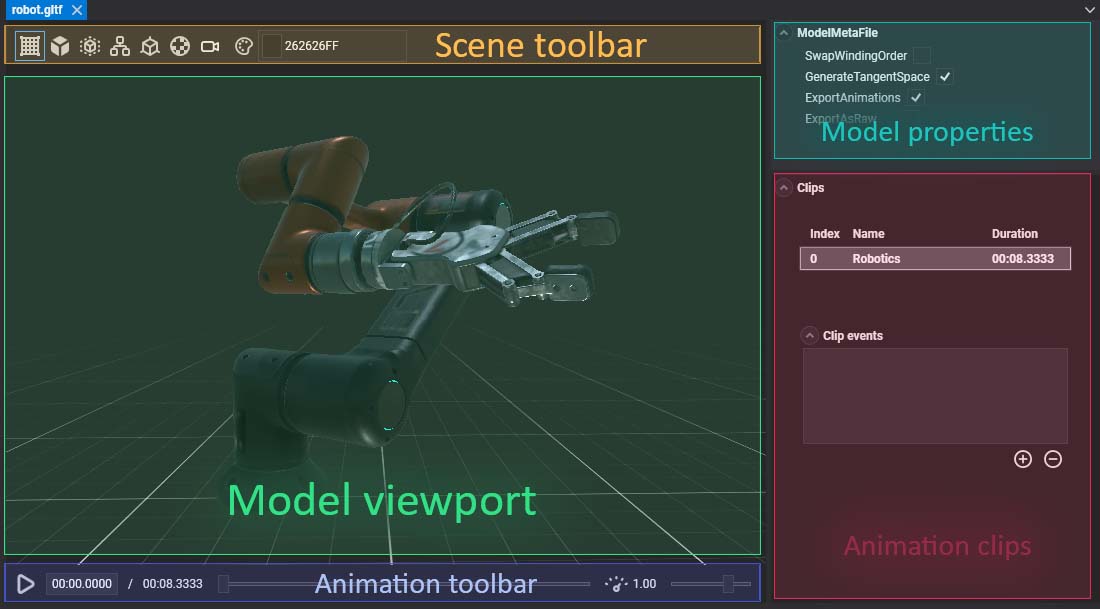 robot.gltf
262626FF
Scene toolbar
ModelMetaFile
SwapWindingOrder
GenerateTangentSpace
ExportAnimations
ExportAsRaw
Model properties
Clips
Index Name Duration
0 Robotics 00:08.3333
Clip events
Animation clips
Model viewport
00:00.0000 / 00:08.3333
Animation toolbar
1.00